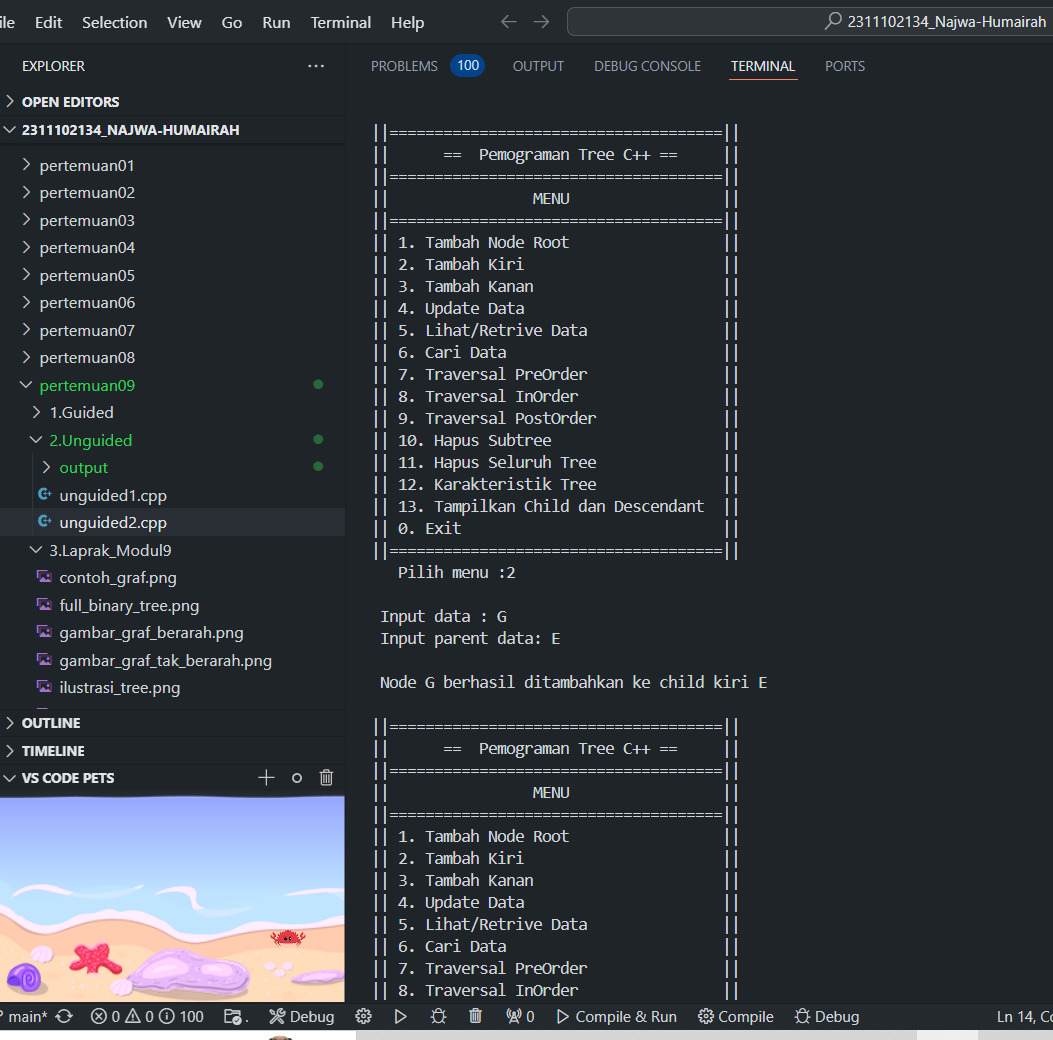 ile Edit Selection View Go Run Terminal Help
2311102134_Najwa-Humairah
EXPLORER
OPEN EDITORS
2311102134_NAJWA-HUMAIRAH
pertemuan01
pertemuan02
pertemuan03
pertemuan04
pertemuan05
pertemuan06
pertemuan07
pertemuan08
pertemuan09
1.Guided
2.Unguided
output
unguided1.cpp
unguided2.cpp
3.Laprak_Modul9
contoh_graf.png
full_binary_tree.png
gambar_graf_berarah.png
gambar_graf_tak_berarah.png
ilustrasi_tree.png
OUTLINE
TIMELINE
VS CODE PETS
PROBLEMS 100 OUTPUT DEBUG CONSOLE TERMINAL PORTS
||=====================================||
||      ==  Pemograman Tree C++ ==     ||
||=====================================||
||                MENU                 ||
||=====================================||
|| 1. Tambah Node Root                 ||
|| 2. Tambah Kiri                      ||
|| 3. Tambah Kanan                     ||
|| 4. Update Data                      ||
|| 5. Lihat/Retrive Data               ||
|| 6. Cari Data                        ||
|| 7. Traversal PreOrder               ||
|| 8. Traversal InOrder                ||
|| 9. Traversal PostOrder              ||
|| 10. Hapus Subtree                   ||
|| 11. Hapus Seluruh Tree              ||
|| 12. Karakteristik Tree              ||
|| 13. Tampilkan Child dan Descendant  ||
|| 0. Exit                             ||
||=====================================||
Pilih menu :2
Input data : G
Input parent data: E
Node G berhasil ditambahkan ke child kiri E
||=====================================||
||      ==  Pemograman Tree C++ ==     ||
||=====================================||
||                MENU                 ||
||=====================================||
|| 1. Tambah Node Root                 ||
|| 2. Tambah Kiri                      ||
|| 3. Tambah Kanan                     ||
|| 4. Update Data                      ||
|| 5. Lihat/Retrive Data               ||
|| 6. Cari Data                        ||
|| 7. Traversal PreOrder               ||
|| 8. Traversal InOrder                ||
main* 0 0 100 . Debug 0 Compile & Run Compile Debug Ln 14, Co